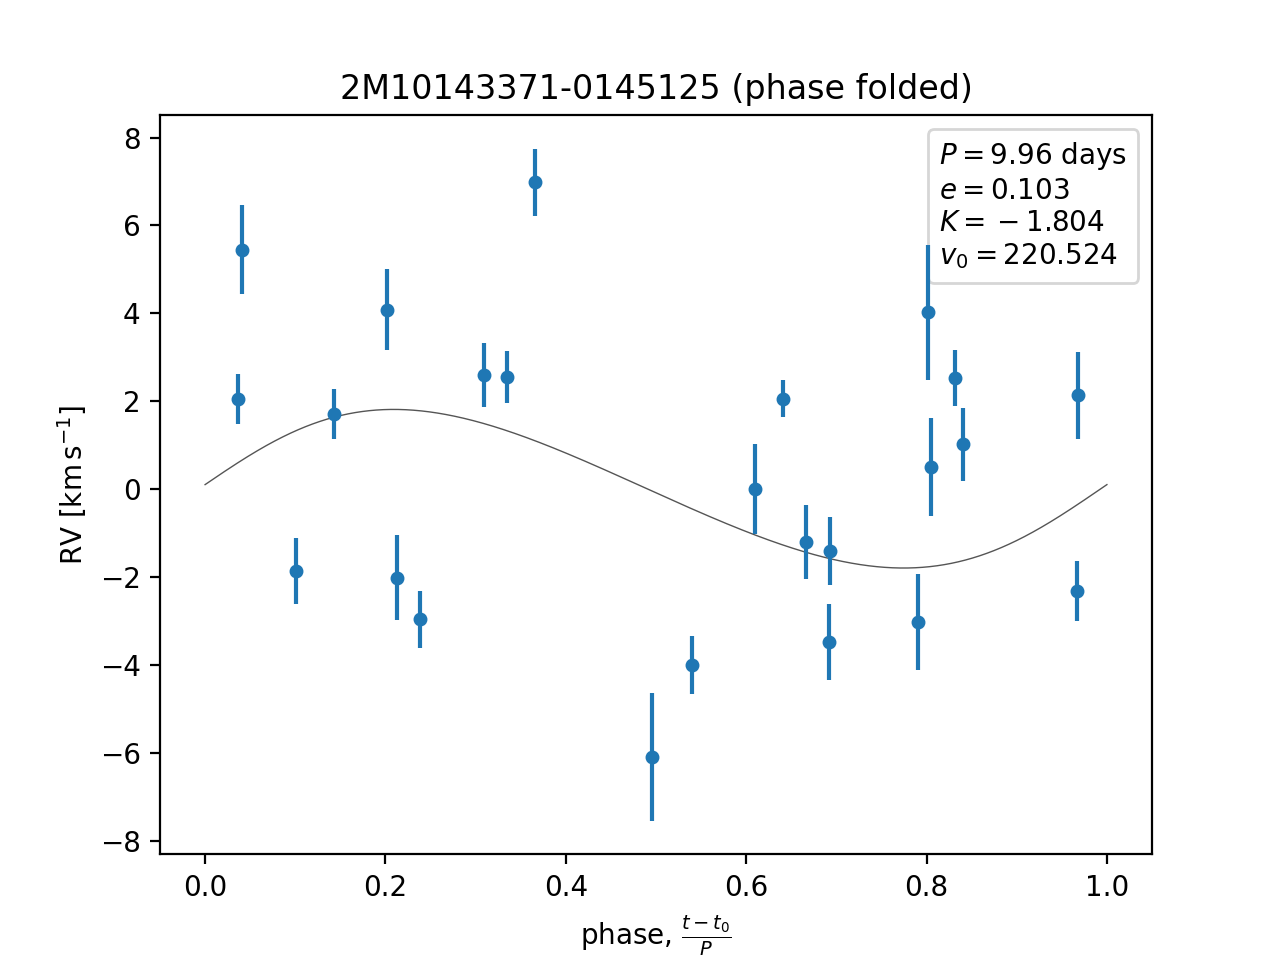 2M10143371-0145125 (phase folded)
P = 9.96 days
e = 0.103
K = −1.804
v₀ = 220.524
8
6
4
2
0
−2
−4
−6
−8
RV [km s⁻¹]
0.0 0.2 0.4 0.6 0.8 1.0
phase, (t − t₀)/P